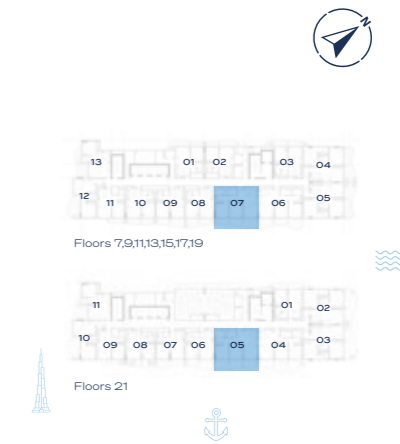 N
13 01 02 03 04
12 11 10 09 08 07 06 05
Floors 7,9,11,13,15,17,19
11 01 02
10 09 08 07 06 05 04 03
Floors 21